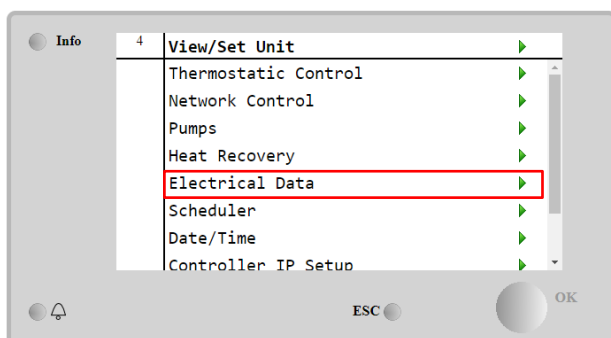 Info
4 View/Set Unit
Thermostatic Control
Network Control
Pumps
Heat Recovery
Electrical Data
Scheduler
Date/Time
Controller IP Setup
ESC
OK